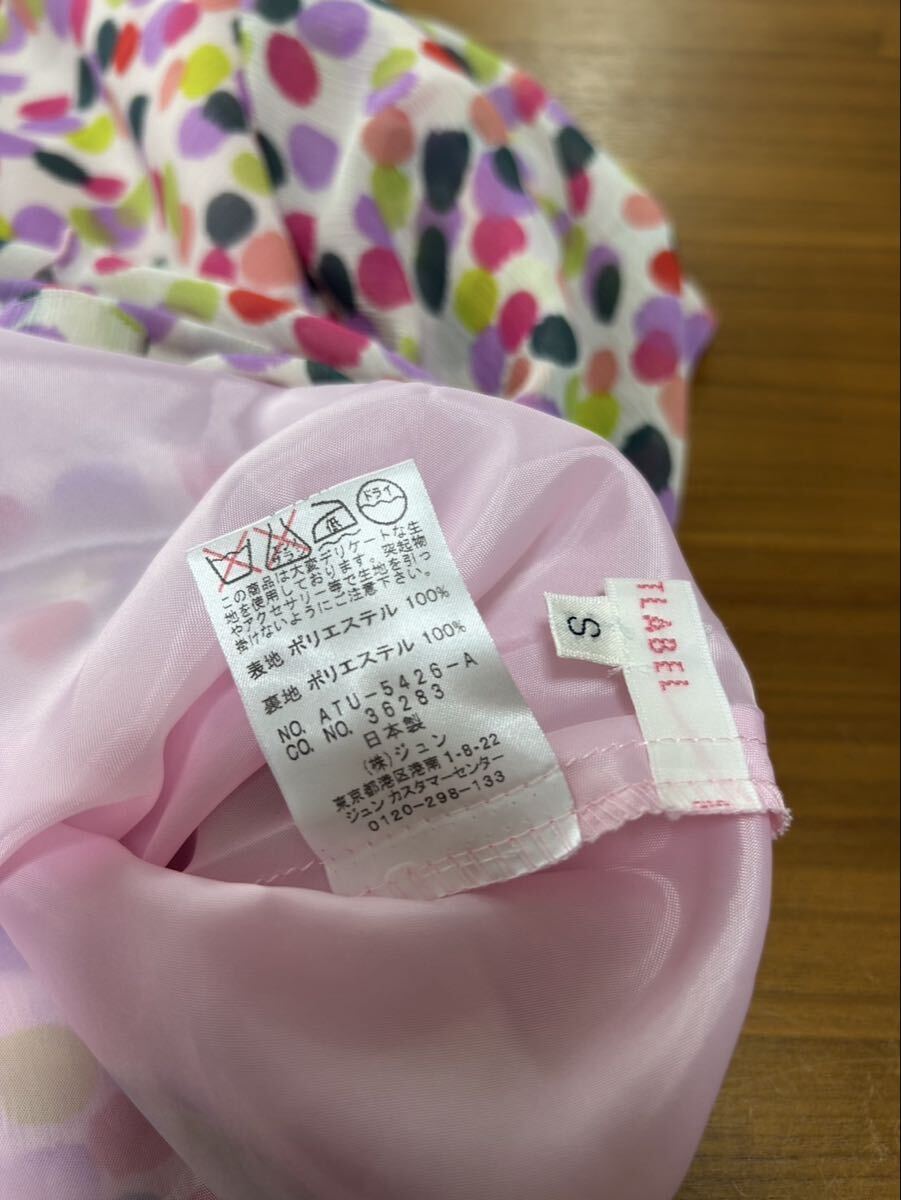 エンソ
低
ドライ
この商品は大変デリケートな生
地を使用しております。突起物
やアクセサリー等で生地を引っ
掛けないようにご注意下さい。
表地 ポリエステル 100%
裏地 ポリエステル 100%
NO. ATU-5426-A
CO. NO. 36283
日本製
(株)ジュン
東京都港区港南 1-8-22
ジュン カスタマーセンター
0120-298-133
S
TLABEL